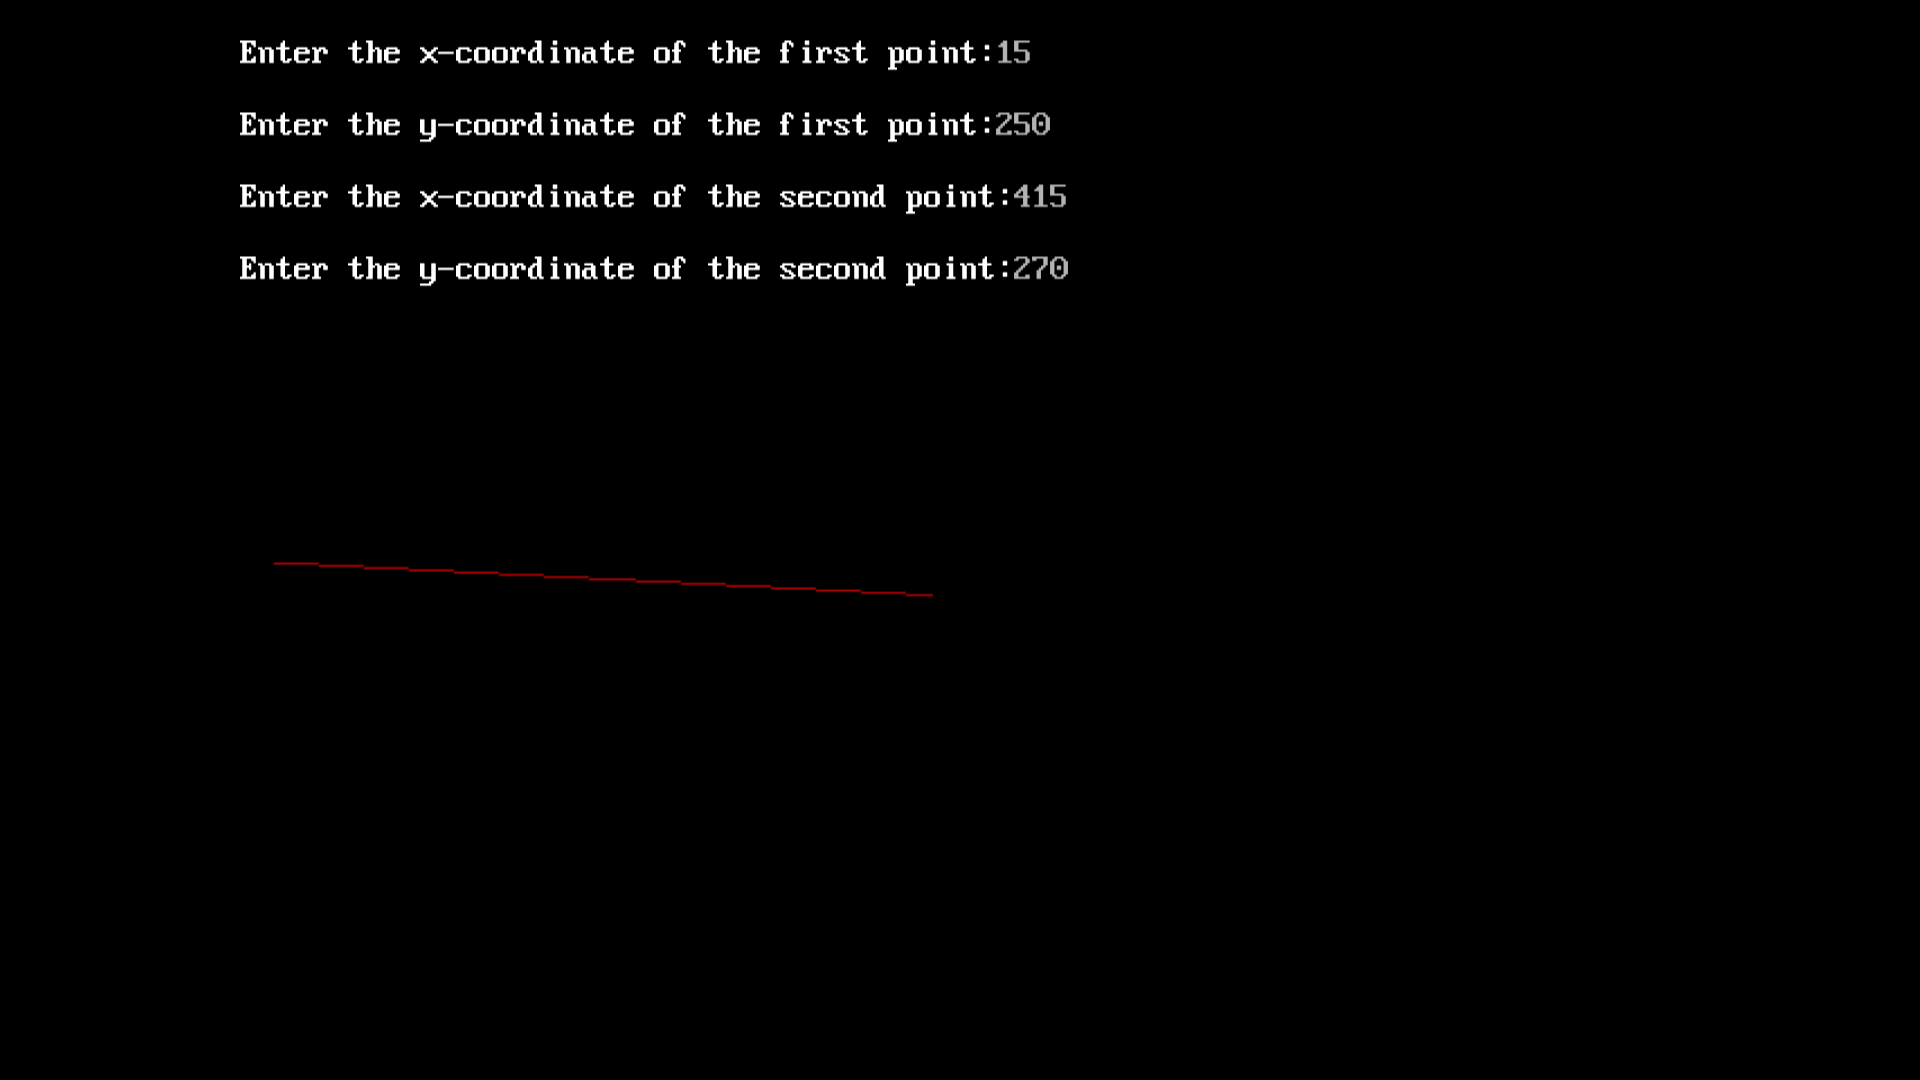 Enter the x-coordinate of the first point:15
Enter the y-coordinate of the first point:250
Enter the x-coordinate of the second point:415
Enter the y-coordinate of the second point:270